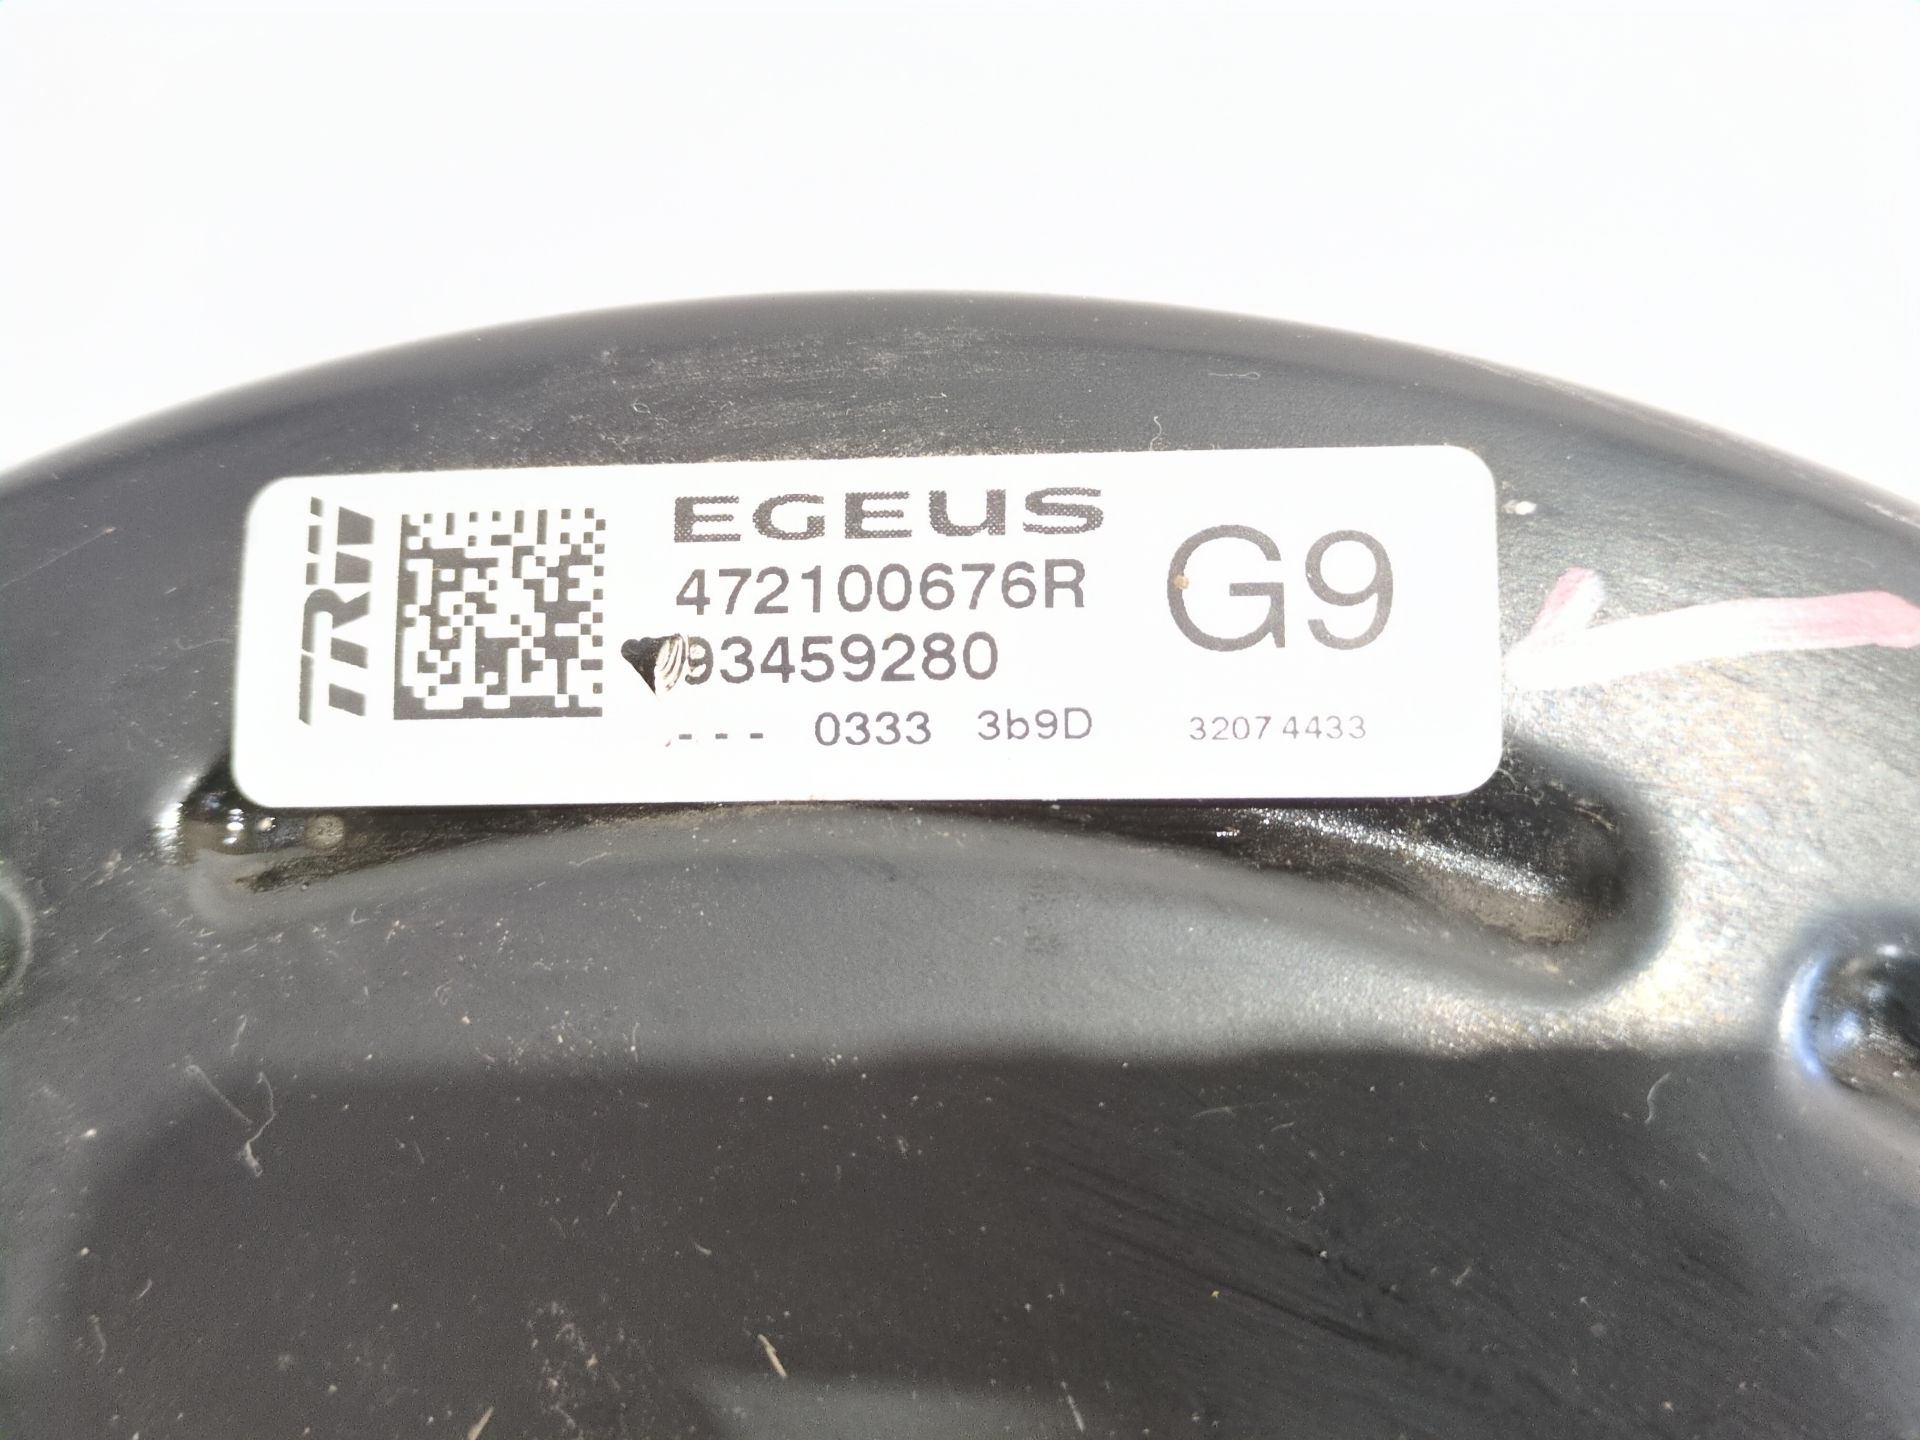 TRW
EGEUS
472100676R
93459280
G9
--- 0333 3b9D 32074433